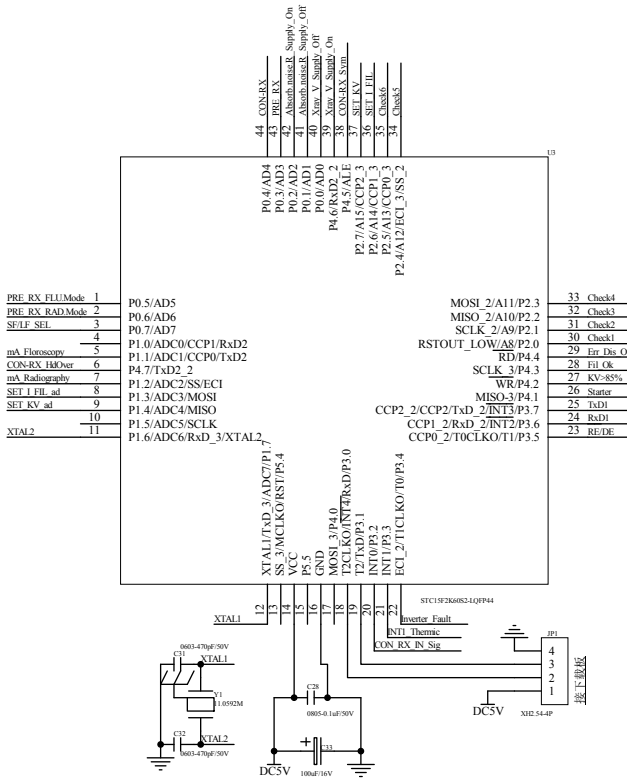 CON-RX
PRE_RX
Absorb.noise.R_Supply_On
Absorb.noise.R_Supply_Off
Xray_V_Supply_Off
Xray_V_Supply_On
CON-RX_Sym
SET_KV
SET_I_FIL
Check6
Check5
44
43
42
41
40
39
38
37
36
35
34
U3
P0.4/AD4
P0.3/AD3
P0.2/AD2
P0.1/AD1
P0.0/AD0
P4.6/RxD2_2
P4.5/ALE
P2.7/A15/CCP2_3
P2.6/A14/CCP1_3
P2.5/A13/CCP0_3
P2.4/A12/ECI_3/SS_2
PRE_RX_FLU.Mode 1 P0.5/AD5
PRE_RX_RAD.Mode 2 P0.6/AD6
SF/LF_SEL 3 P0.7/AD7
4 P1.0/ADC0/CCP1/RxD2
mA_Floroscopy 5 P1.1/ADC1/CCP0/TxD2
CON-RX_HdOver 6 P4.7/TxD2_2
mA_Radiography 7 P1.2/ADC2/SS/ECI
SET_I_FIL_ad 8 P1.3/ADC3/MOSI
SET_KV_ad 9 P1.4/ADC4/MISO
10 P1.5/ADC5/SCLK
XTAL2 11 P1.6/ADC6/RxD_3/XTAL2
MOSI_2/A11/P2.3 33 Check4
MISO_2/A10/P2.2 32 Check3
SCLK_2/A9/P2.1 31 Check2
RSTOUT_LOW/A8/P2.0 30 Check1
RD/P4.4 29 Err_Dis_O
SCLK_3/P4.3 28 Fil_Ok
WR/P4.2 27 KV>85%
MISO-3/P4.1 26 Starter
CCP2_2/CCP2/TxD_2/INT3/P3.7 25 TxD1
CCP1_2/RxD_2/INT2/P3.6 24 RxD1
CCP0_2/T0CLKO/T1/P3.5 23 RE/DE
XTAL1/TxD_3/ADC7/P1.7
SS_3/MCLKO/RST/P5.4
VCC
P5.5
GND
MOSI_3/P4.0
T2CLKO/INT4/RxD/P3.0
T2/TxD/P3.1
INT0/P3.2
INT1/P3.3
ECI_2/T1CLKO/T0/P3.4
STC15F2K60S2-LQFP44
12
13
14
15
16
17
18
19
20
21
22
XTAL1
Inverter_Fault
INT1_Thermic
CON_RX_IN_Sig
JP1
4
3
2
1
接下载板
DC5V
XH2.54-4P
0603-470pF/50V
C31
XTAL1
Y1
11.0592M
C32
XTAL2
0603-470pF/50V
C28
0805-0.1uF/50V
C33
DC5V
100uF/16V